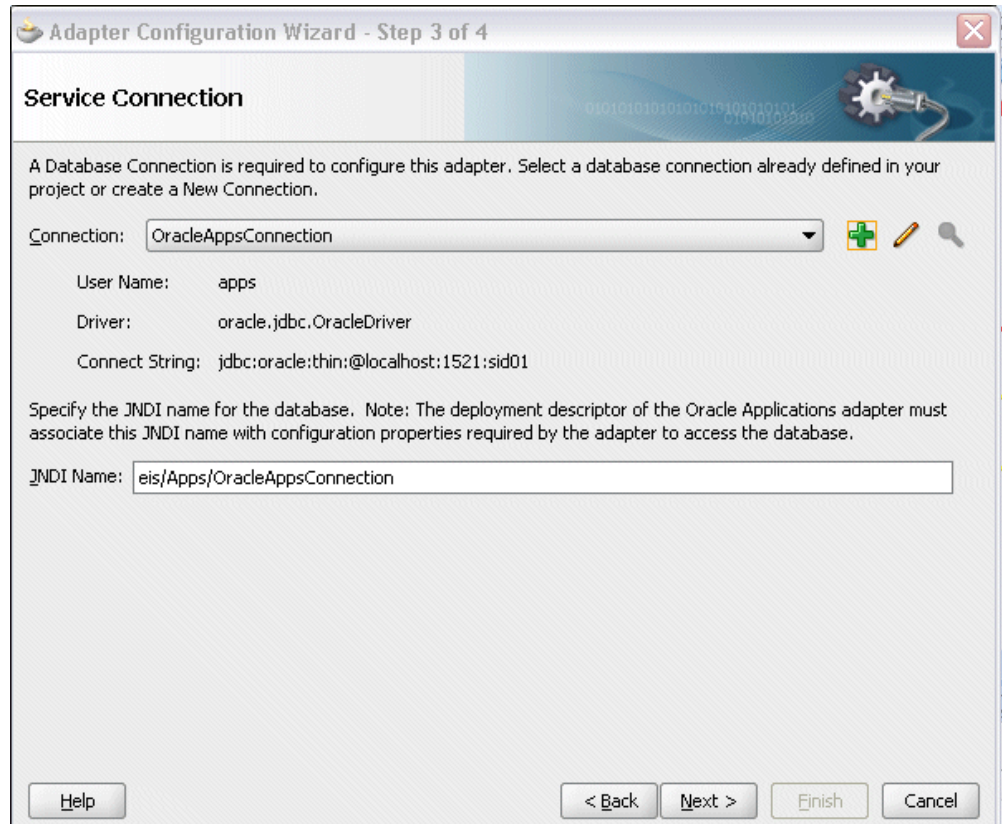 Adapter Configuration Wizard - Step 3 of 4
Service Connection
01010101010101010101010101
01010101010
A Database Connection is required to configure this adapter. Select a database connection already defined in your
project or create a New Connection.
Connection: OracleAppsConnection
User Name: apps
Driver: oracle.jdbc.OracleDriver
Connect String: jdbc:oracle:thin:@localhost:1521:sid01
Specify the JNDI name for the database. Note: The deployment descriptor of the Oracle Applications adapter must
associate this JNDI name with configuration properties required by the adapter to access the database.
JNDI Name: eis/Apps/OracleAppsConnection
Help < Back Next > Finish Cancel